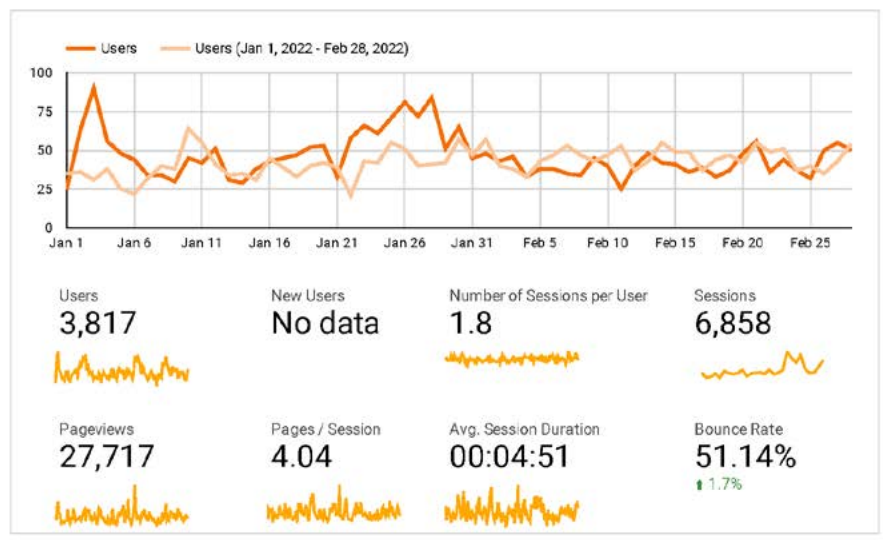 Users Users (Jan 1, 2022 - Feb 28, 2022)
100
75
50
25
0
Jan 1 Jan 6 Jan 11 Jan 16 Jan 21 Jan 26 Jan 31 Feb 5 Feb 10 Feb 15 Feb 20 Feb 25
Users New Users Number of Sessions per User Sessions
3,817 No data 1.8 6,858
Pageviews Pages / Session Avg. Session Duration Bounce Rate
27,717 4.04 00:04:51 51.14%
1.7%